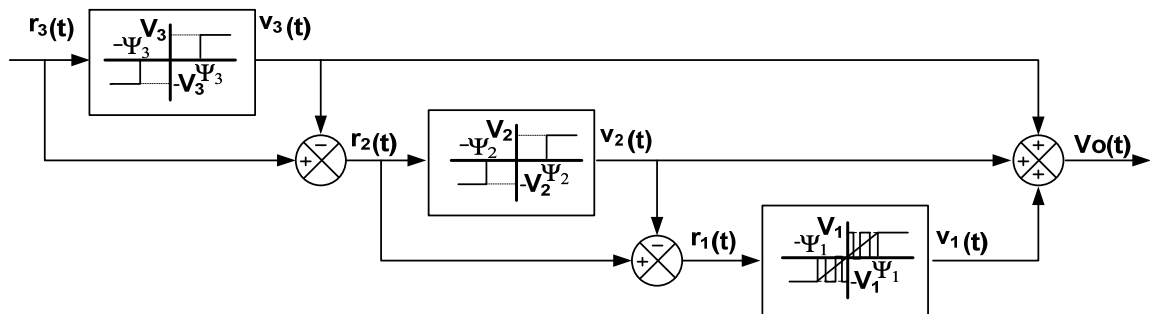 r3(t)
V3
−Ψ3
-V3
Ψ3
v3(t)
−
+
r2(t)
V2
−Ψ2
-V2
Ψ2
v2(t)
+
+
+
Vo(t)
−
+
r1(t)
V1
−Ψ1
-V1
Ψ1
v1(t)